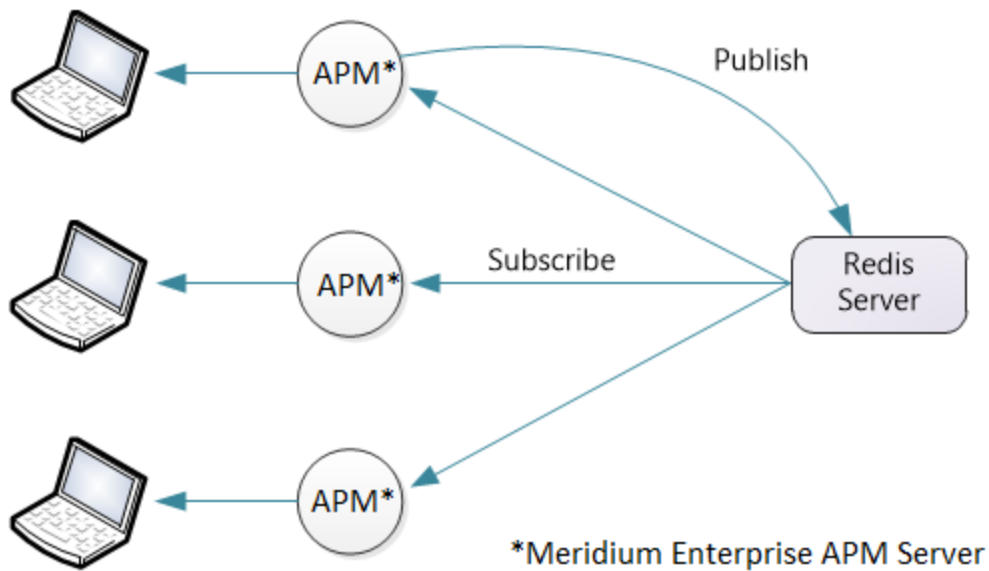 APM*
Publish
Subscribe
APM*
Redis
Server
APM*
*Meridium Enterprise APM Server